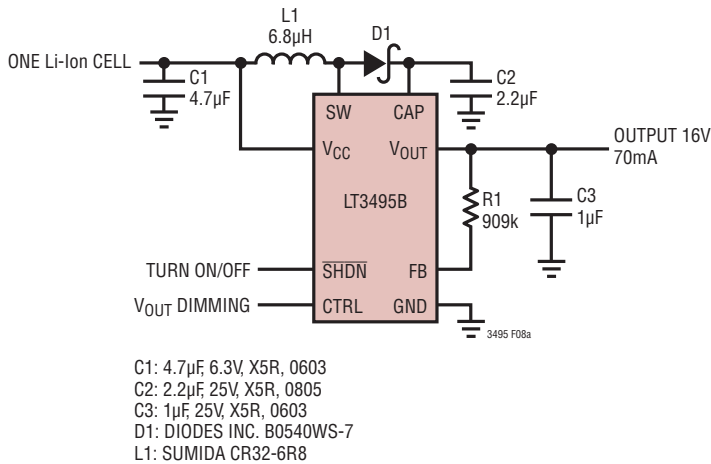 L1
6.8µH
D1
ONE Li-Ion CELL
C1
4.7µF
C2
2.2µF
SW
CAP
VCC
VOUT
OUTPUT 16V
70mA
LT3495B
R1
909k
C3
1µF
TURN ON/OFF
SHDN
FB
VOUT DIMMING
CTRL
GND
3495 F08a
C1: 4.7µF, 6.3V, X5R, 0603
C2: 2.2µF, 25V, X5R, 0805
C3: 1µF, 25V, X5R, 0603
D1: DIODES INC. B0540WS-7
L1: SUMIDA CR32-6R8